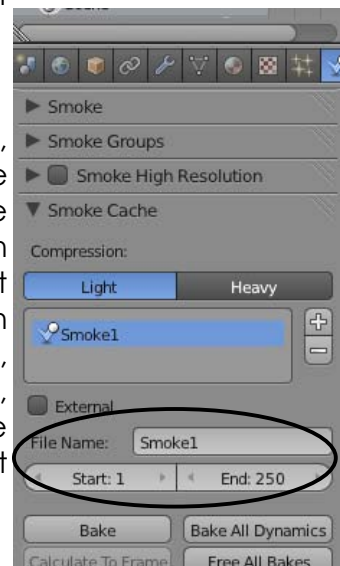 Smoke
Smoke Groups
Smoke High Resolution
Smoke Cache
Compression:
Light Heavy
Smoke1
External
File Name: Smoke1
Start: 1 End: 250
Bake Bake All Dynamics
Calculate To Frame Free All Bakes